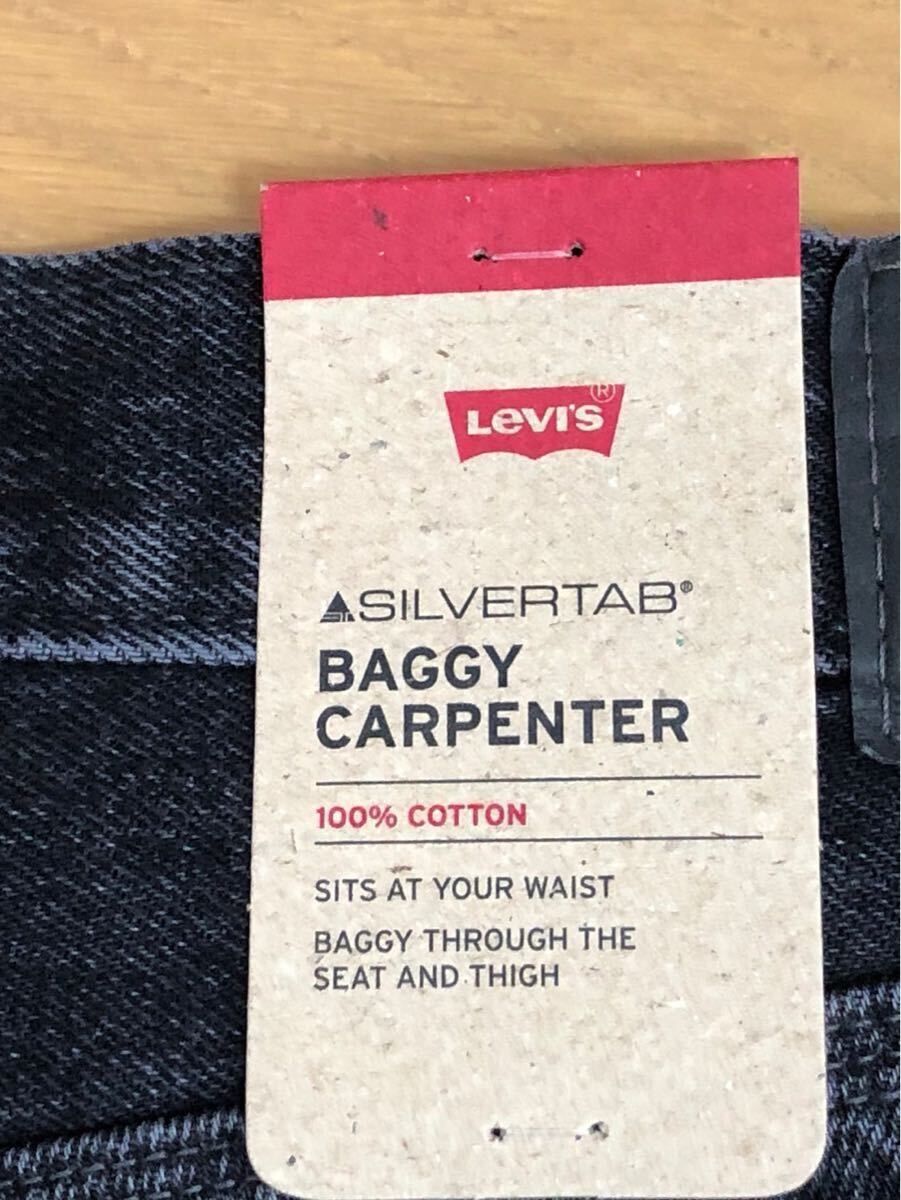 LEVI'S®
SILVERTAB®
BAGGY
CARPENTER
100% COTTON
SITS AT YOUR WAIST
BAGGY THROUGH THE
SEAT AND THIGH